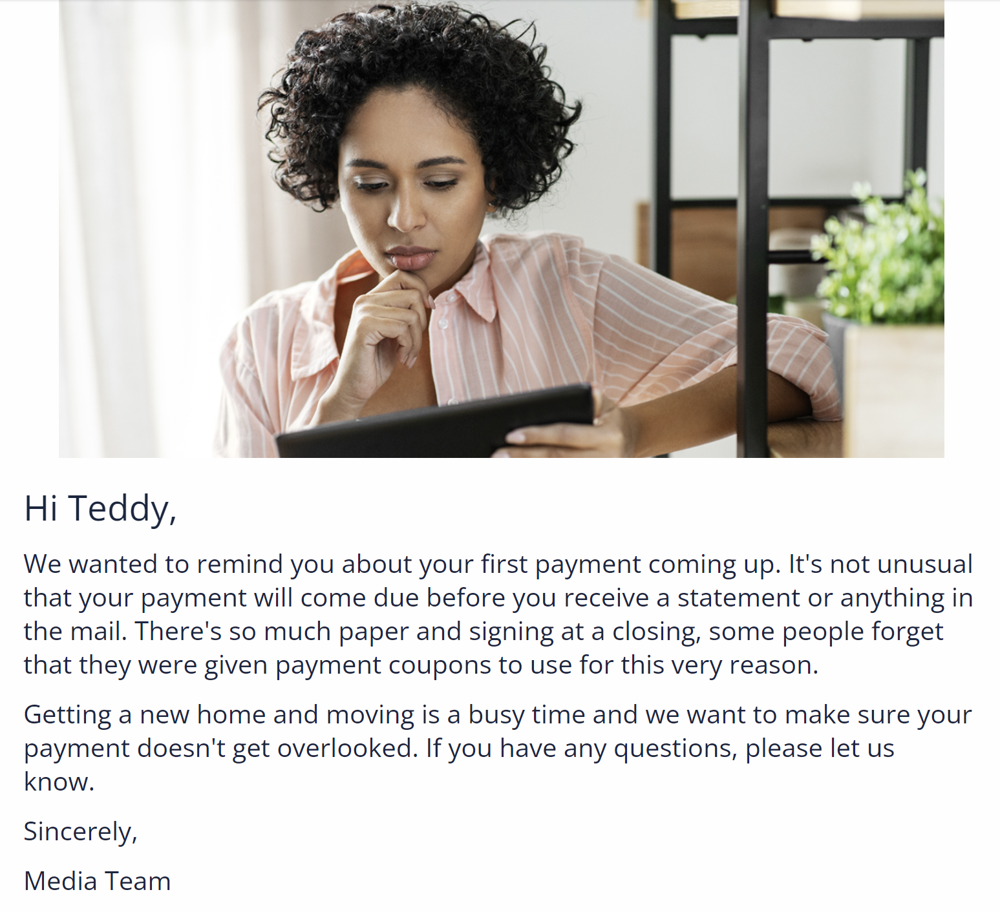 Hi Teddy,
We wanted to remind you about your first payment coming up. It's not unusual
that your payment will come due before you receive a statement or anything in
the mail. There's so much paper and signing at a closing, some people forget
that they were given payment coupons to use for this very reason.
Getting a new home and moving is a busy time and we want to make sure your
payment doesn't get overlooked. If you have any questions, please let us
know.
Sincerely,
Media Team